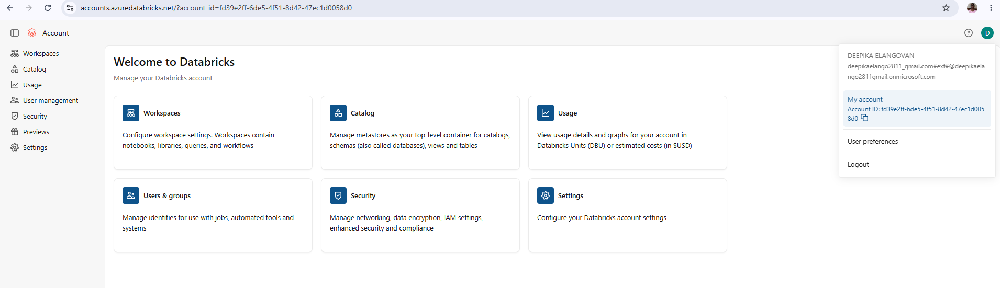 accounts.azuredatabricks.net/?account_id=fd39e2ff-6de5-4f51-8d42-47ec1d0058d0
Account
D
Workspaces
Catalog
Usage
User management
Security
Previews
Settings
Welcome to Databricks
Manage your Databricks account
Workspaces
Configure workspace settings. Workspaces contain
notebooks, libraries, queries, and workflows
Catalog
Manage metastores as your top-level container for catalogs,
schemas (also called databases), views and tables
Usage
View usage details and graphs for your account in
Databricks Units (DBU) or estimated costs (in $USD)
Users & groups
Manage identities for use with jobs, automated tools and
systems
Security
Manage networking, data encryption, IAM settings,
enhanced security and compliance
Settings
Configure your Databricks account settings
DEEPIKA ELANGOVAN
deepikaelango2811_gmail.com#ext#@deepikaela
ngo2811gmail.onmicrosoft.com
My account
Account ID: fd39e2ff-6de5-4f51-8d42-47ec1d005
8d0
User preferences
Logout